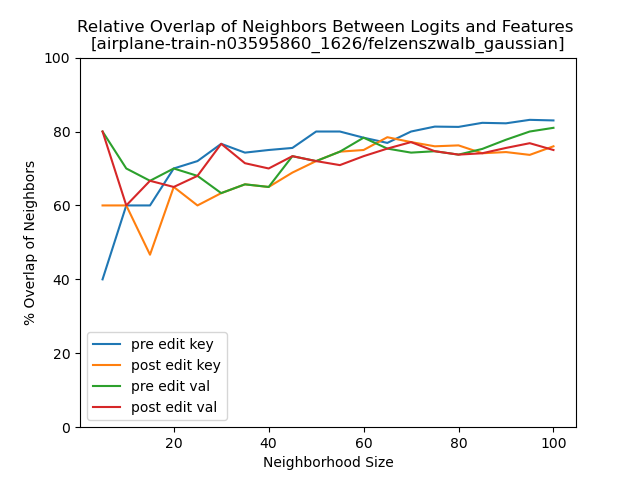 Relative Overlap of Neighbors Between Logits and Features
[airplane-train-n03595860_1626/felzenszwalb_gaussian]
100
80
60
40
20
0
% Overlap of Neighbors
pre edit key
post edit key
pre edit val
post edit val
20 40 60 80 100
Neighborhood Size